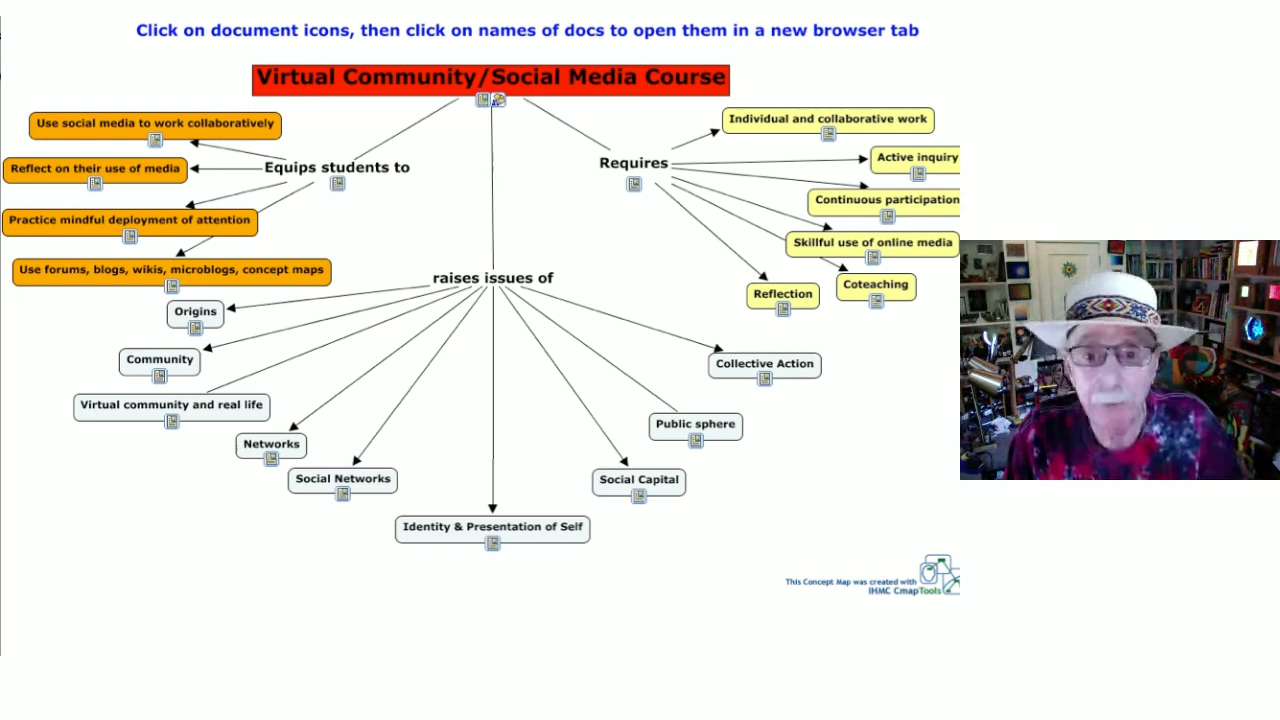 Click on document icons, then click on names of docs to open them in a new browser tab
Virtual Community/Social Media Course
Use social media to work collaboratively
Reflect on their use of media
Practice mindful deployment of attention
Use forums, blogs, wikis, microblogs, concept maps
Equips students to
Requires
Individual and collaborative work
Active inquiry
Continuous participation
Skillful use of online media
Coteaching
Reflection
raises issues of
Origins
Community
Virtual community and real life
Networks
Social Networks
Identity & Presentation of Self
Social Capital
Public sphere
Collective Action
This Concept Map was created with
IHMC CmapTools